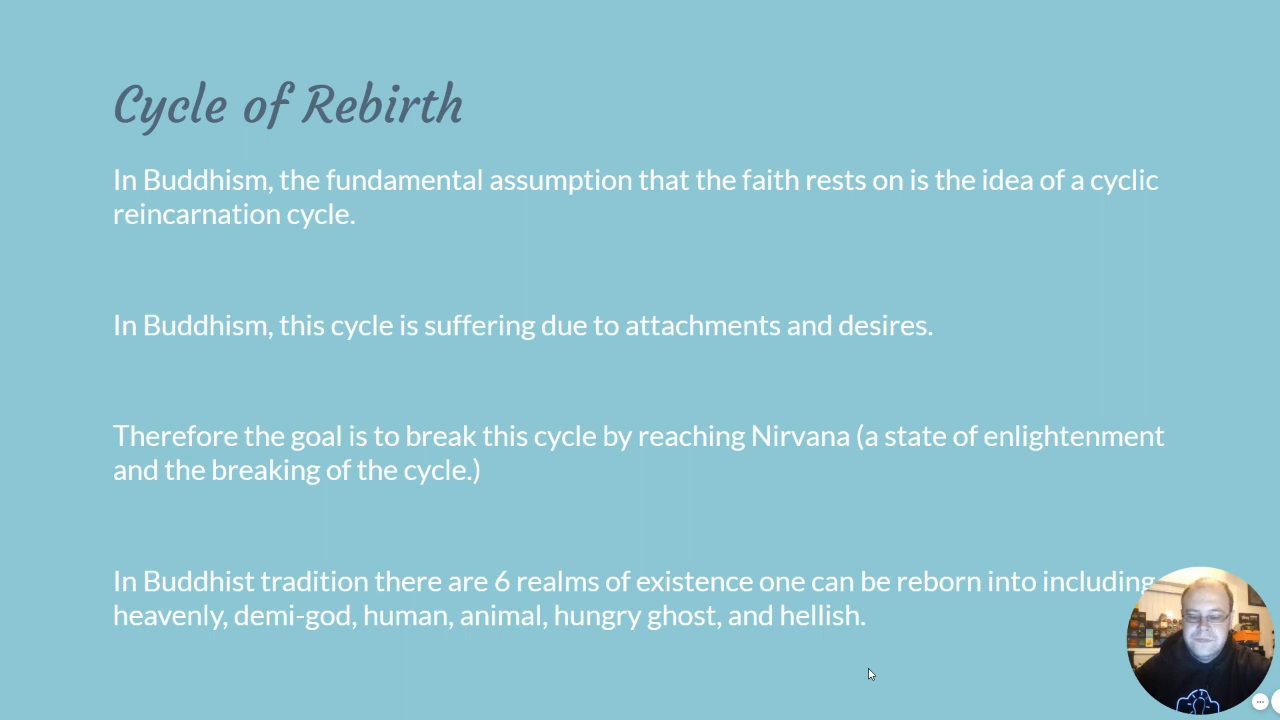 Cycle of Rebirth
In Buddhism, the fundamental assumption that the faith rests on is the idea of a cyclic
reincarnation cycle.
In Buddhism, this cycle is suffering due to attachments and desires.
Therefore the goal is to break this cycle by reaching Nirvana (a state of enlightenment
and the breaking of the cycle.)
In Buddhist tradition there are 6 realms of existence one can be reborn into including
heavenly, demi-god, human, animal, hungry ghost, and hellish.